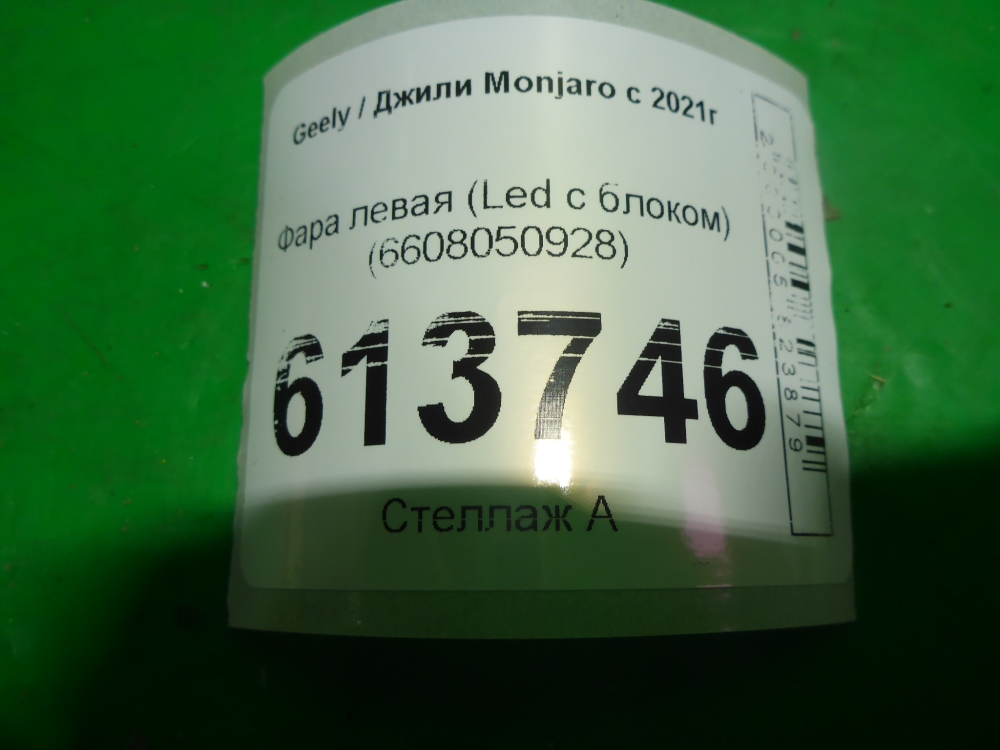 Geely / Джили Monjaro с 2021г
Фара левая (Led с блоком)
(6608050928)
613746
Стеллаж А